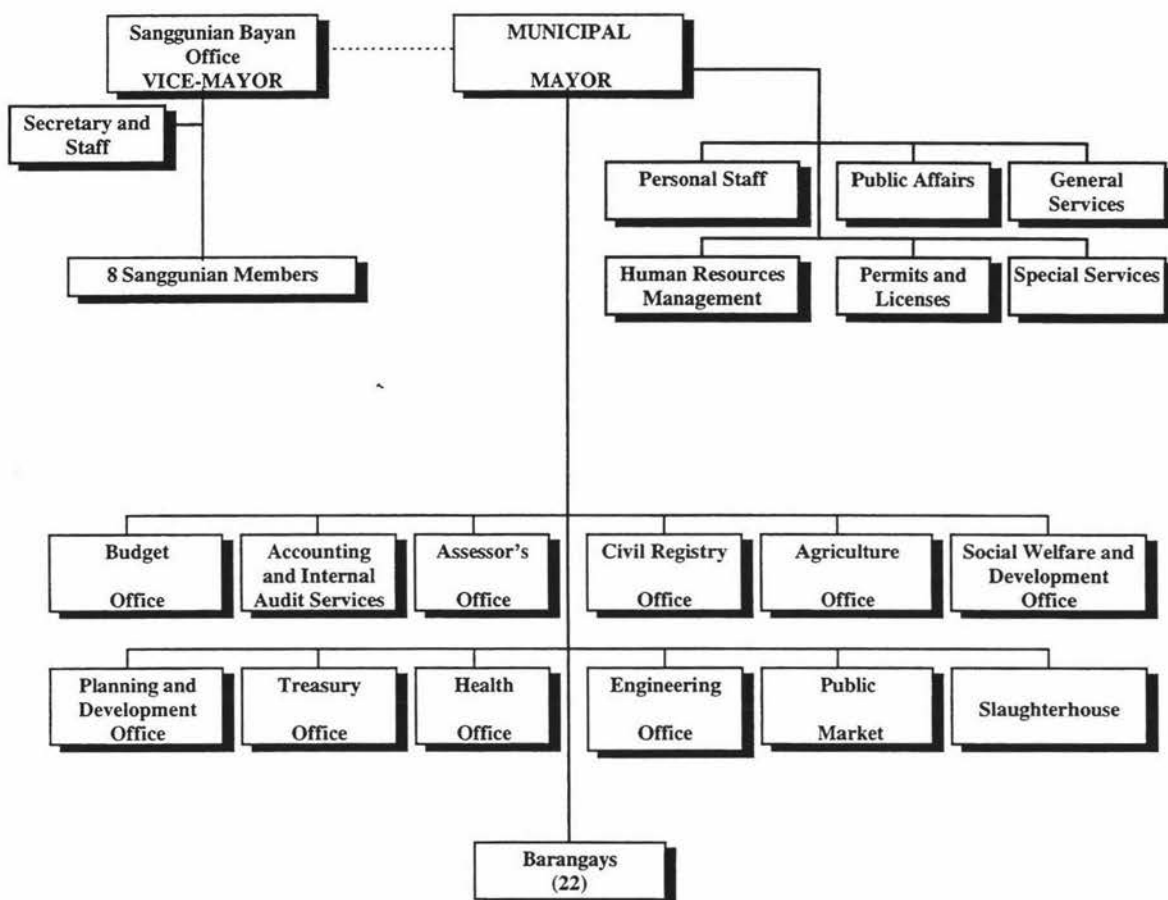 Sanggunian Bayan
Office
VICE-MAYOR
MUNICIPAL
MAYOR
Secretary and
Staff
8 Sanggunian Members
Personal Staff
Public Affairs
General
Services
Human Resources
Management
Permits and
Licenses
Special Services
Budget
Office
Accounting
and Internal
Audit Services
Assessor's
Office
Civil Registry
Office
Agriculture
Office
Social Welfare and
Development
Office
Planning and
Development
Office
Treasury
Office
Health
Office
Engineering
Office
Public
Market
Slaughterhouse
Barangays
(22)